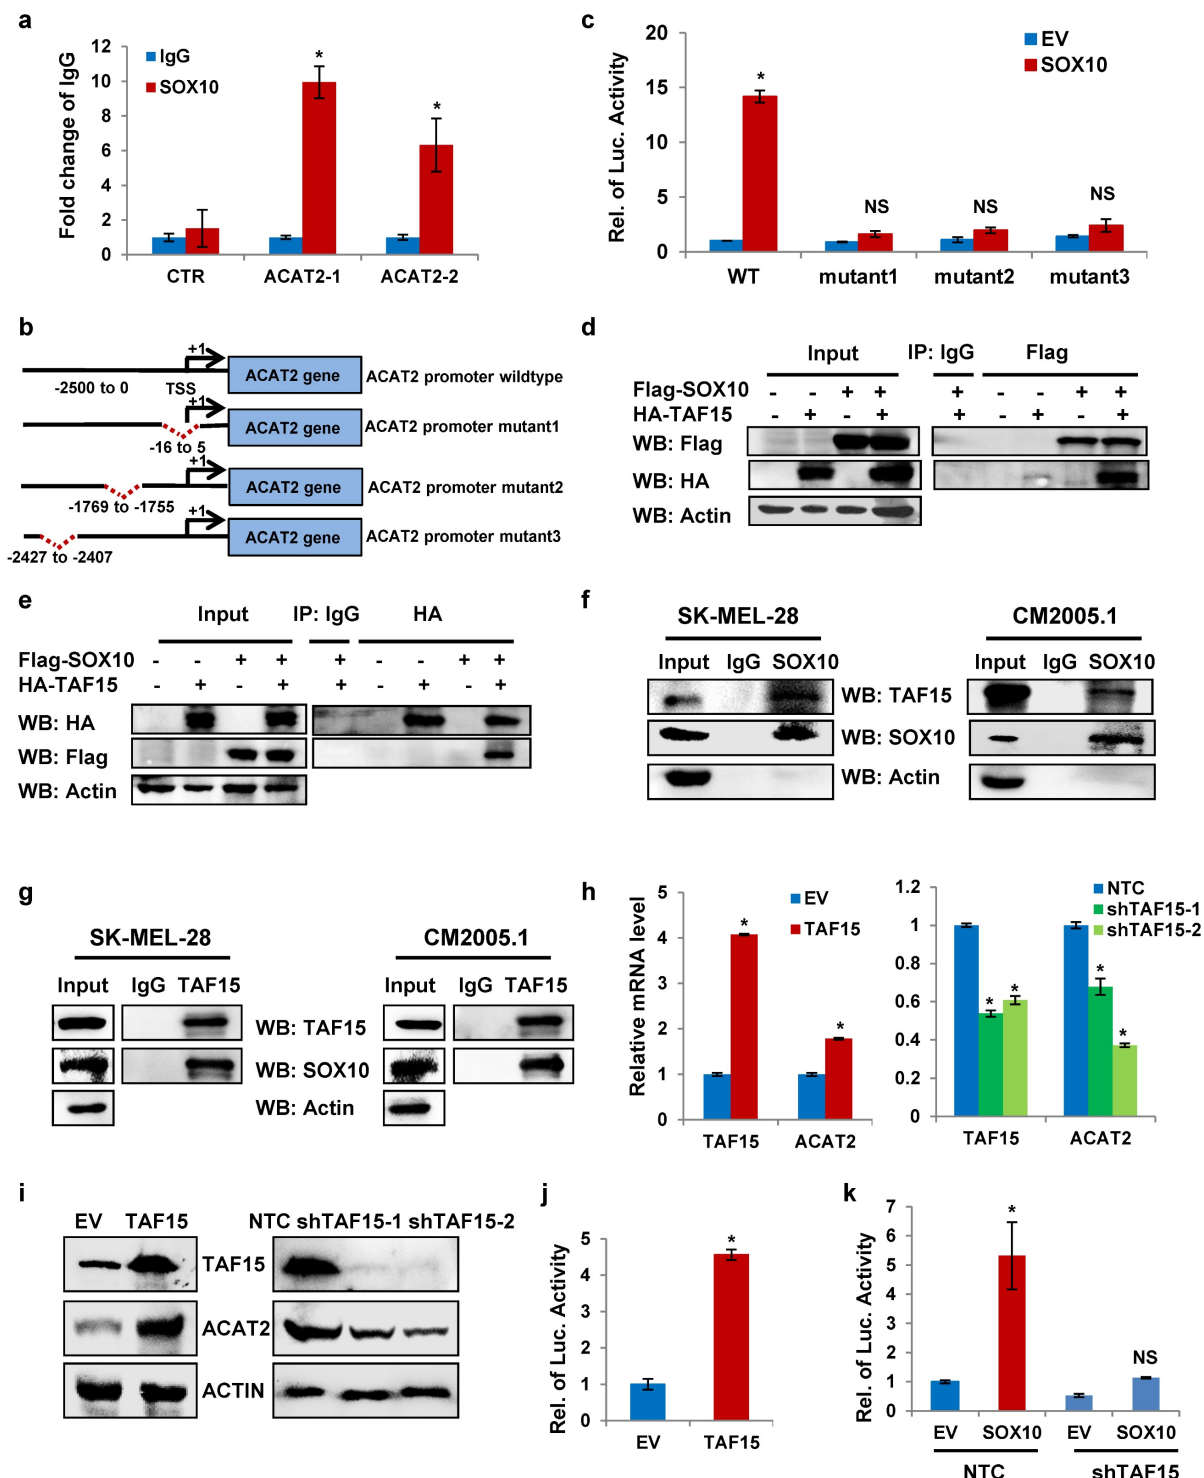 a
Fold change of IgG
12
10
8
6
4
2
0
IgG
SOX10
*
*
CTR ACAT2-1 ACAT2-2
c
Rel. of Luc. Activity
20
15
10
5
0
EV
SOX10
*
NS NS NS
WT mutant1 mutant2 mutant3
b
+1
-2500 to 0 TSS
ACAT2 gene ACAT2 promoter wildtype
+1
-16 to 5
ACAT2 gene ACAT2 promoter mutant1
+1
-1769 to -1755
ACAT2 gene ACAT2 promoter mutant2
+1
-2427 to -2407
ACAT2 gene ACAT2 promoter mutant3
d
Input IP: IgG Flag
Flag-SOX10 - - + + + - - + +
HA-TAF15 - + - + + - + - +
WB: Flag
WB: HA
WB: Actin
e
Input IP: IgG HA
Flag-SOX10 - - + + + - - + +
HA-TAF15 - + - + + - + - +
WB: HA
WB: Flag
WB: Actin
f
SK-MEL-28 CM2005.1
Input IgG SOX10 Input IgG SOX10
WB: TAF15
WB: SOX10
WB: Actin
g
SK-MEL-28 CM2005.1
Input IgG TAF15 Input IgG TAF15
WB: TAF15
WB: SOX10
WB: Actin
h
Relative mRNA level
5
4
3
2
1
0
EV
TAF15
*
*
TAF15 ACAT2
1.2
1
0.8
0.6
0.4
0.2
0
NTC
shTAF15-1
shTAF15-2
* *
*
*
TAF15 ACAT2
i
EV TAF15 NTC shTAF15-1 shTAF15-2
TAF15
ACAT2
ACTIN
j
Rel. of Luc. Activity
5
4
3
2
1
0
*
EV TAF15
k
Rel. of Luc. Activity
7
6
5
4
3
2
1
0
*
NS
EV SOX10 EV SOX10
NTC shTAF15